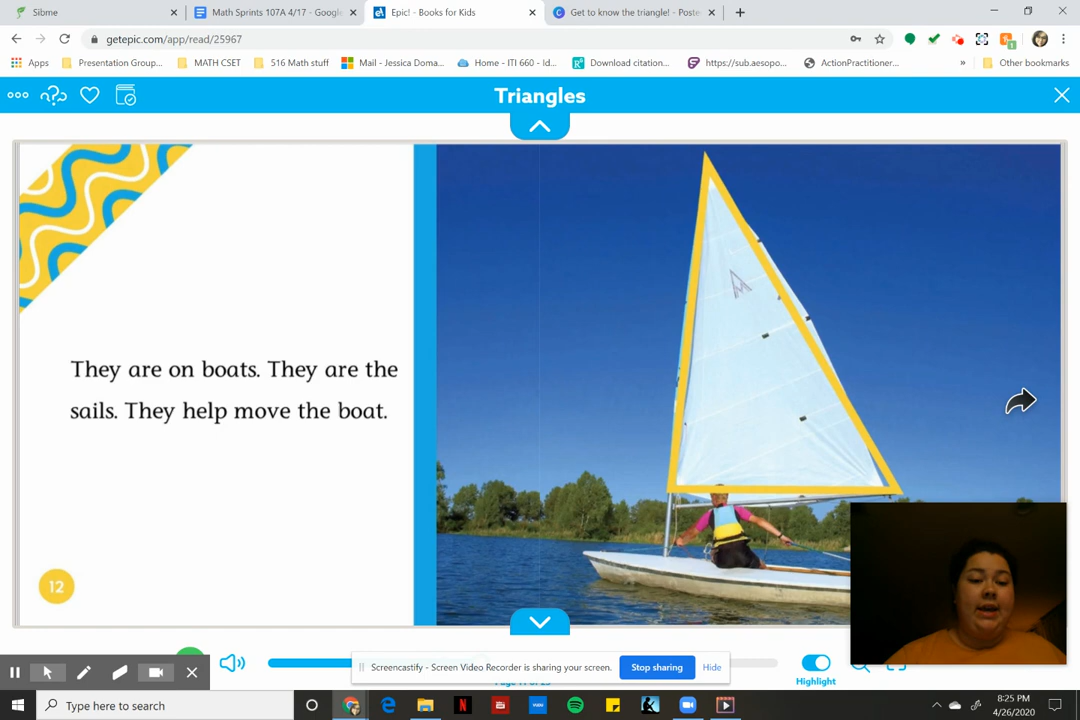 Sibme
Math Sprints 107A 4/17 - Google
Epic! - Books for Kids
Get to know the triangle! - Poste
getepic.com/app/read/25967
Apps
Presentation Group...
MATH CSET
516 Math stuff
Mail - Jessica Doma...
Home - ITI 660 - Id...
Download citation...
https://sub.aesopo...
ActionPractitioner...
»
Other bookmarks
Triangles
They are on boats. They are the
sails. They help move the boat.
12
Screencastify - Screen Video Recorder is sharing your screen.
Stop sharing
Hide
Highlight
Type here to search
8:25 PM
4/26/2020